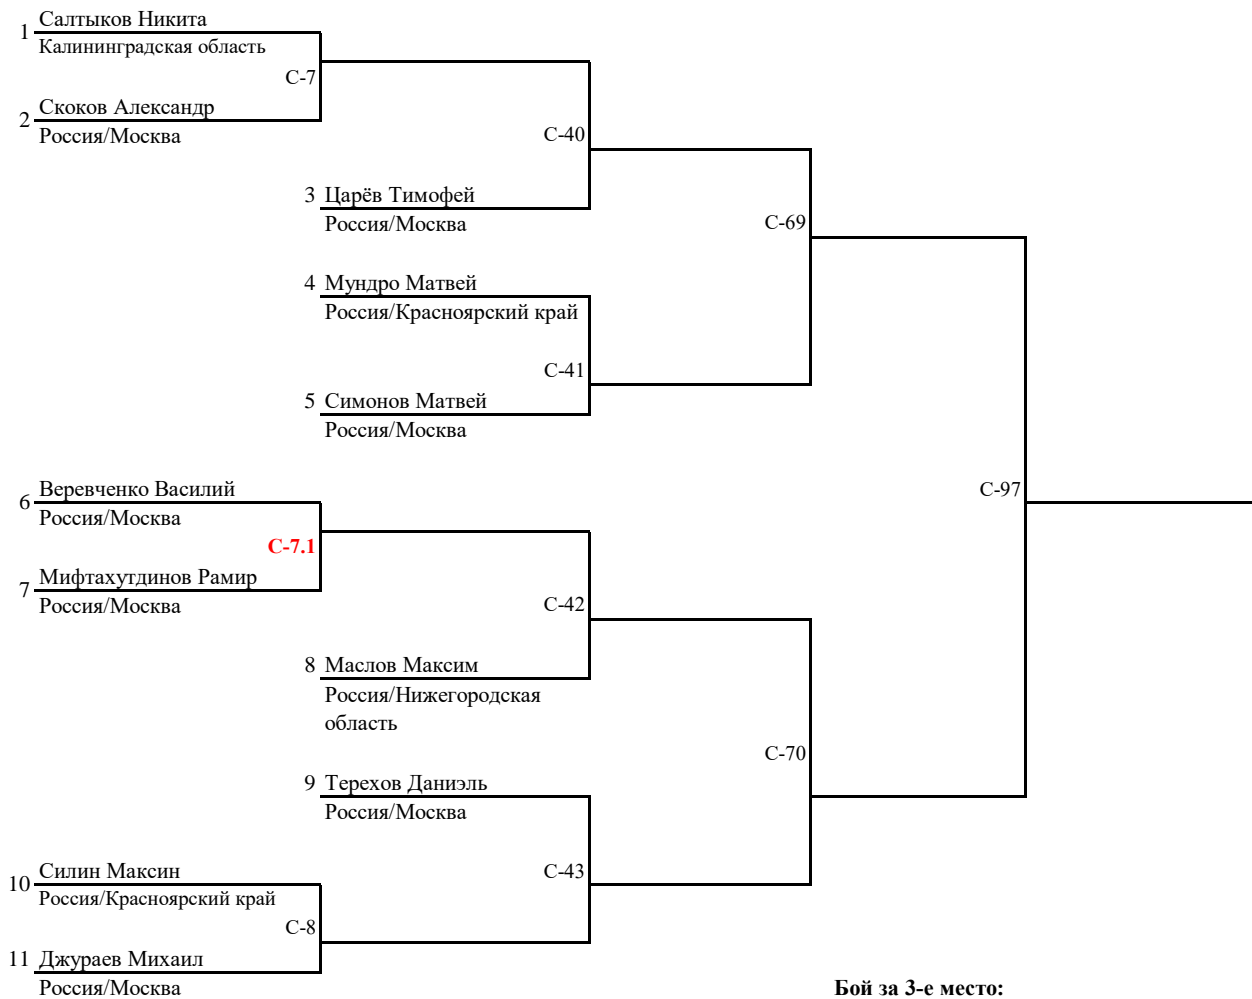 1 Салтыков Никита
Калининградская область
С-7
2 Скоков Александр
Россия/Москва
С-40
3 Царёв Тимофей
Россия/Москва
С-69
4 Мундро Матвей
Россия/Красноярский край
С-41
5 Симонов Матвей
Россия/Москва
6 Веревченко Василий
Россия/Москва
С-97
С-7.1
7 Мифтахутдинов Рамир
Россия/Москва
С-42
8 Маслов Максим
Россия/Нижегородская
область
С-70
9 Терехов Даниэль
Россия/Москва
10 Силин Максин
Россия/Красноярский край
С-43
С-8
11 Джураев Михаил
Россия/Москва
Бой за 3-е место: